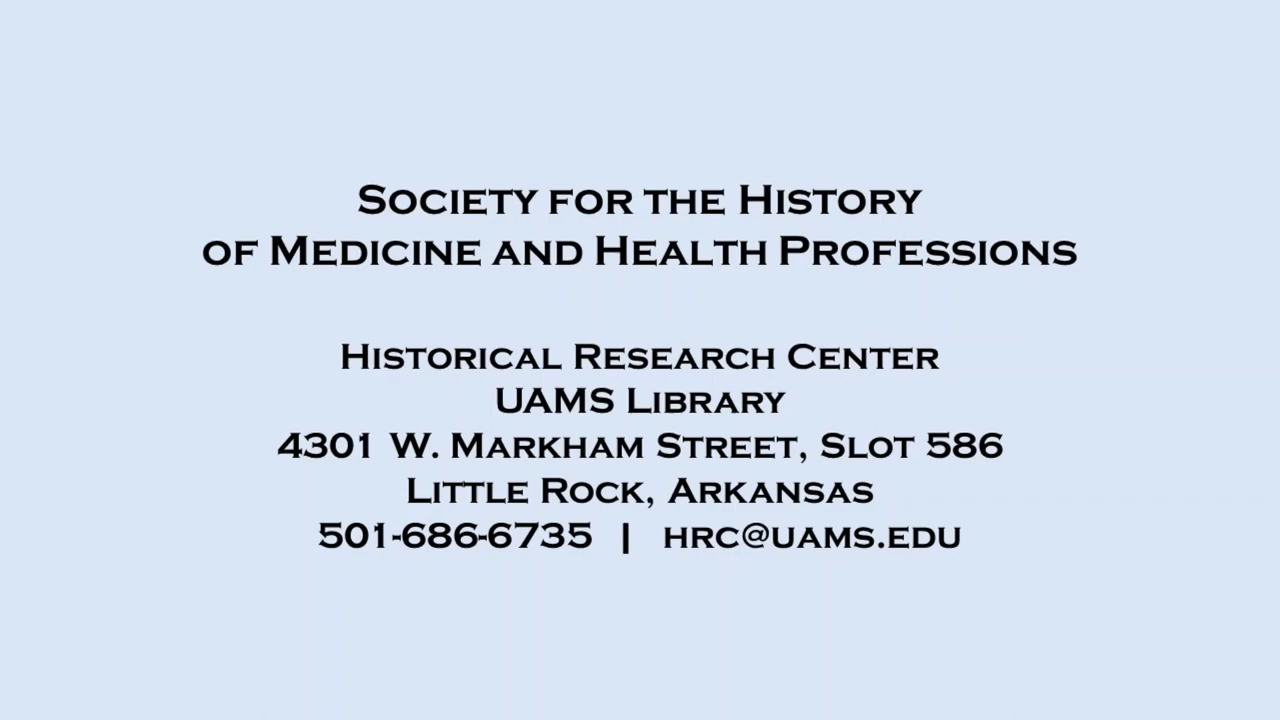 Society for the History
of Medicine and Health Professions
Historical Research Center
UAMS Library
4301 W. Markham Street, Slot 586
Little Rock, Arkansas
501-686-6735 | hrc@uams.edu